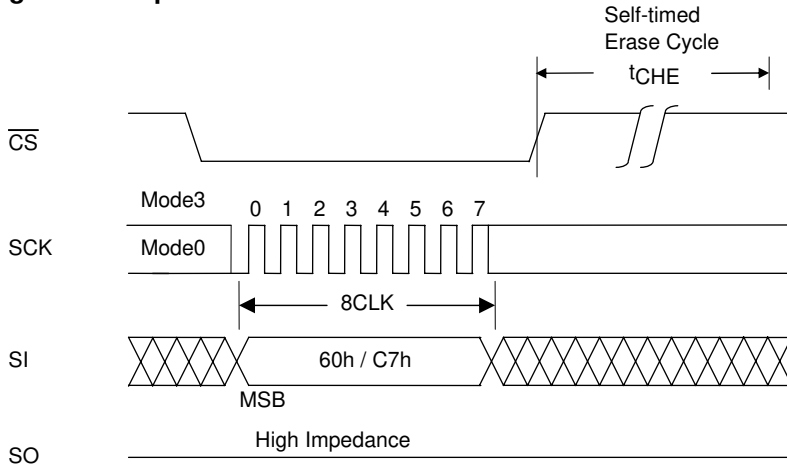 Self-timed
Erase Cycle
tCHE
CS
Mode3
0 1 2 3 4 5 6 7
SCK
Mode0
8CLK
SI
60h / C7h
MSB
High Impedance
SO